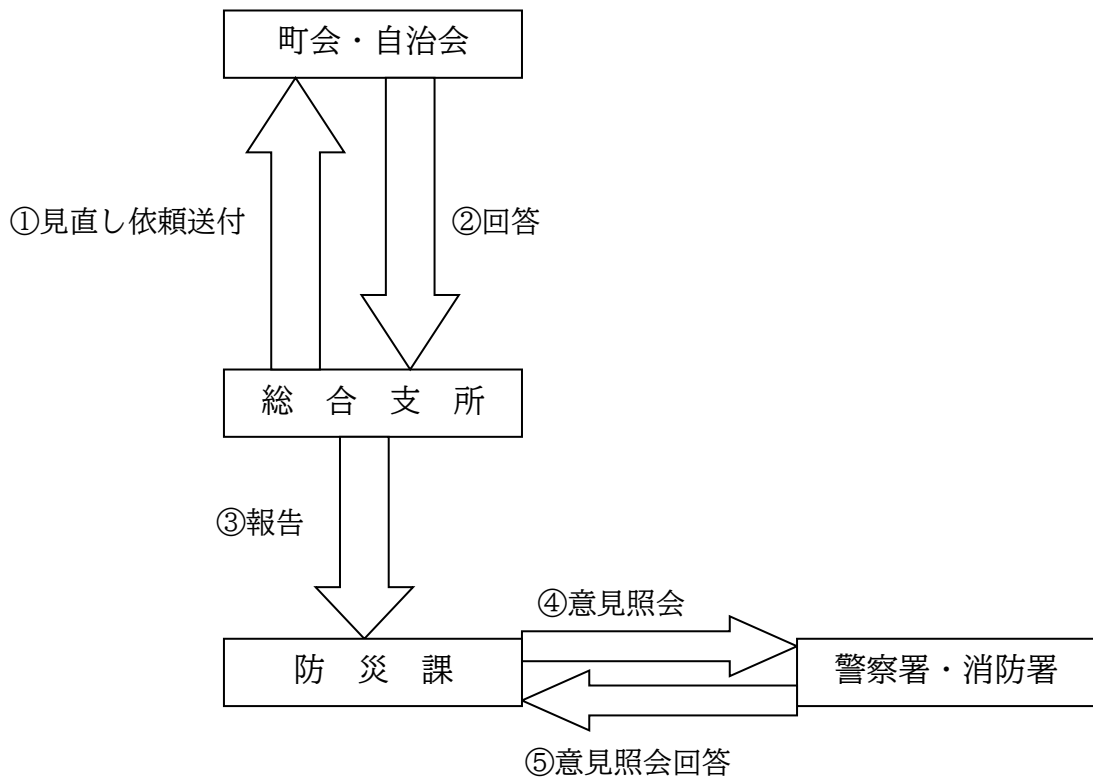 町会・自治会
①見直し依頼送付
②回答
総　合　支　所
③報告
④意見照会
防　災　課
警察署・消防署
⑤意見照会回答